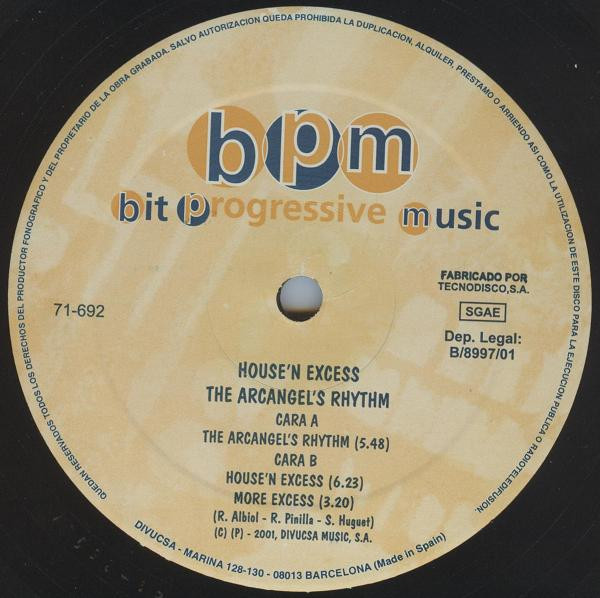 QUEDAN RESERVADOS TODOS LOS DERECHOS DEL PRODUCTOR FONOGRAFICO Y DEL PROPIETARIO DE LA OBRA GRABADA. SALVO AUTORIZACION QUEDA PROHIBIDA LA DUPLICACION, ALQUILER, PRESTAMO O ARRIENDO ASI COMO LA UTILIZACION DE ESTE DISCO PARA LA EJECUCION PUBLICA O RADIOTELEDIFUSION.
bpm
bit progressive music
71-692
FABRICADO POR
TECNODISCO,S.A.
SGAE
Dep. Legal:
B/8997/01
HOUSE'N EXCESS
THE ARCANGEL'S RHYTHM
CARA A
THE ARCANGEL'S RHYTHM (5.48)
CARA B
HOUSE'N EXCESS (6.23)
MORE EXCESS (3.20)
(R. Albiol - R. Pinilla - S. Huguet)
(C) (P) - 2001, DIVUCSA MUSIC, S.A.
DIVUCSA - MARINA 128-130 - 08013 BARCELONA (Made in Spain)